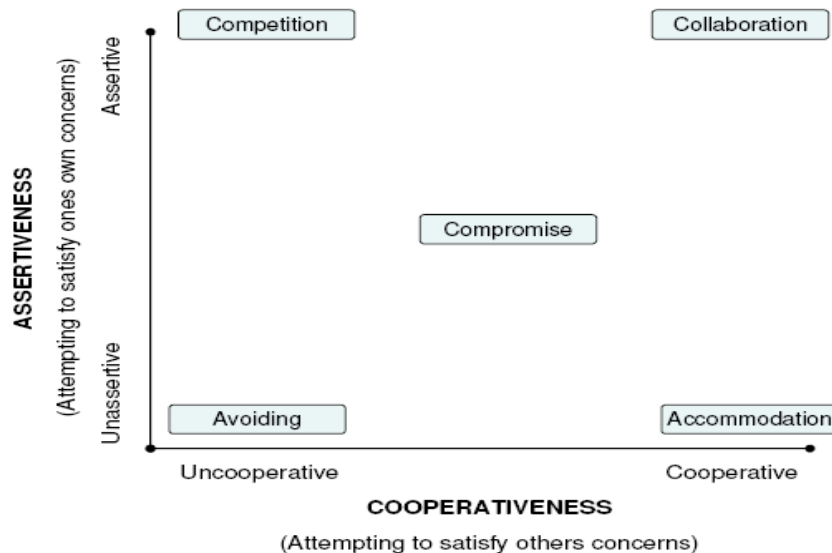 Competition
Collaboration
Assertive
ASSERTIVENESS
(Attempting to satisfy ones own concerns)
Compromise
Unassertive
Avoiding
Accommodation
Uncooperative
Cooperative
COOPERATIVENESS
(Attempting to satisfy others concerns)